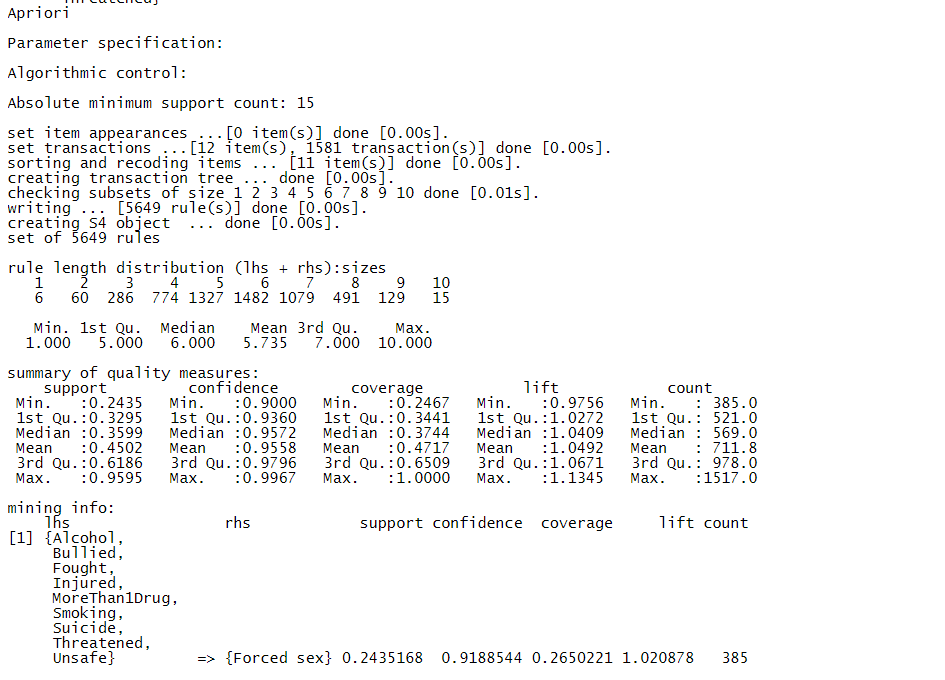 Apriori
Parameter specification:
Algorithmic control:
Absolute minimum support count: 15
set item appearances ...[0 item(s)] done [0.00s].
set transactions ...[12 item(s), 1581 transaction(s)] done [0.00s].
sorting and recoding items ... [11 item(s)] done [0.00s].
creating transaction tree ... done [0.00s].
checking subsets of size 1 2 3 4 5 6 7 8 9 10 done [0.01s].
writing ... [5649 rule(s)] done [0.00s].
creating S4 object  ... done [0.00s].
set of 5649 rules
rule length distribution (lhs + rhs):sizes
1 2 3 4 5 6 7 8 9 10
6 60 286 774 1327 1482 1079 491 129 15
Min. 1st Qu. Median Mean 3rd Qu. Max.
1.000 5.000 6.000 5.735 7.000 10.000
summary of quality measures:
support confidence coverage lift count
Min. :0.2435 Min. :0.9000 Min. :0.2467 Min. :0.9756 Min. : 385.0
1st Qu.:0.3295 1st Qu.:0.9360 1st Qu.:0.3441 1st Qu.:1.0272 1st Qu.: 521.0
Median :0.3599 Median :0.9572 Median :0.3744 Median :1.0409 Median : 569.0
Mean :0.4502 Mean :0.9558 Mean :0.4717 Mean :1.0492 Mean : 711.8
3rd Qu.:0.6186 3rd Qu.:0.9796 3rd Qu.:0.6509 3rd Qu.:1.0671 3rd Qu.: 978.0
Max. :0.9595 Max. :0.9967 Max. :1.0000 Max. :1.1345 Max. :1517.0
mining info:
lhs rhs support confidence coverage lift count
[1] {Alcohol,
Bullied,
Fought,
Injured,
MoreThan1Drug,
Smoking,
Suicide,
Threatened,
Unsafe} => {Forced sex} 0.2435168 0.9188544 0.2650221 1.020878 385